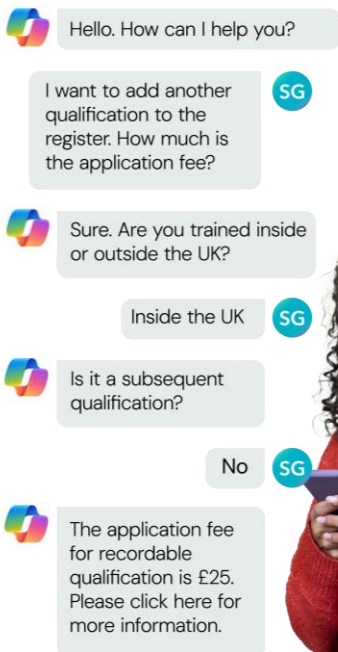 Hello. How can I help you?
I want to add another
qualification to the
register. How much is
the application fee?
SG
Sure. Are you trained inside
or outside the UK?
Inside the UK
SG
Is it a subsequent
qualification?
No
SG
The application fee
for recordable
qualification is £25.
Please click here for
more information.